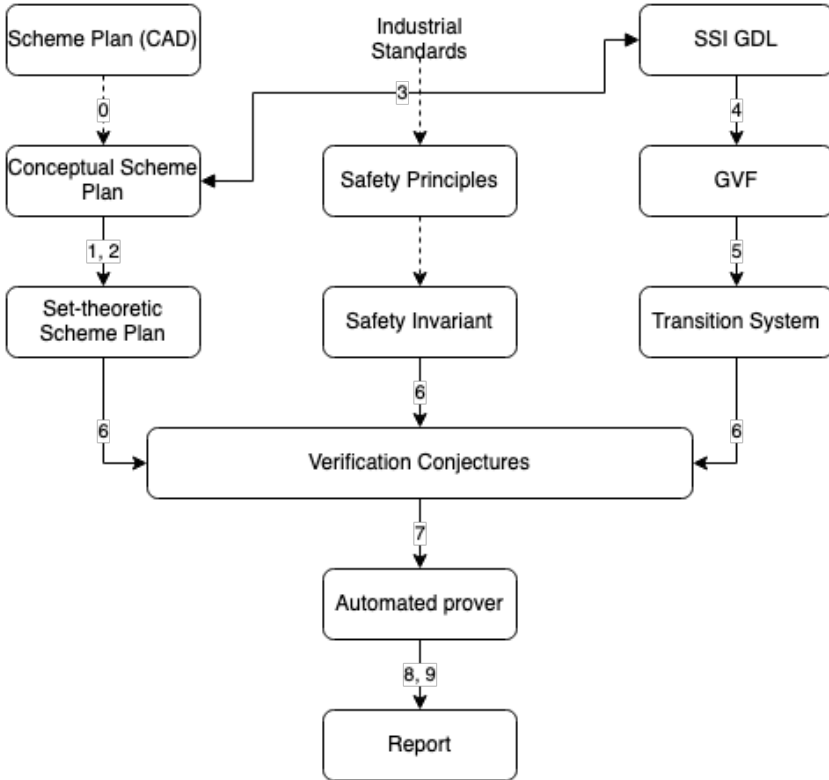 Scheme Plan (CAD)
Industrial
Standards
SSI GDL
0
3
4
Conceptual Scheme
Plan
Safety Principles
GVF
1, 2
5
Set-theoretic
Scheme Plan
Safety Invariant
Transition System
6
6
6
Verification Conjectures
7
Automated prover
8, 9
Report